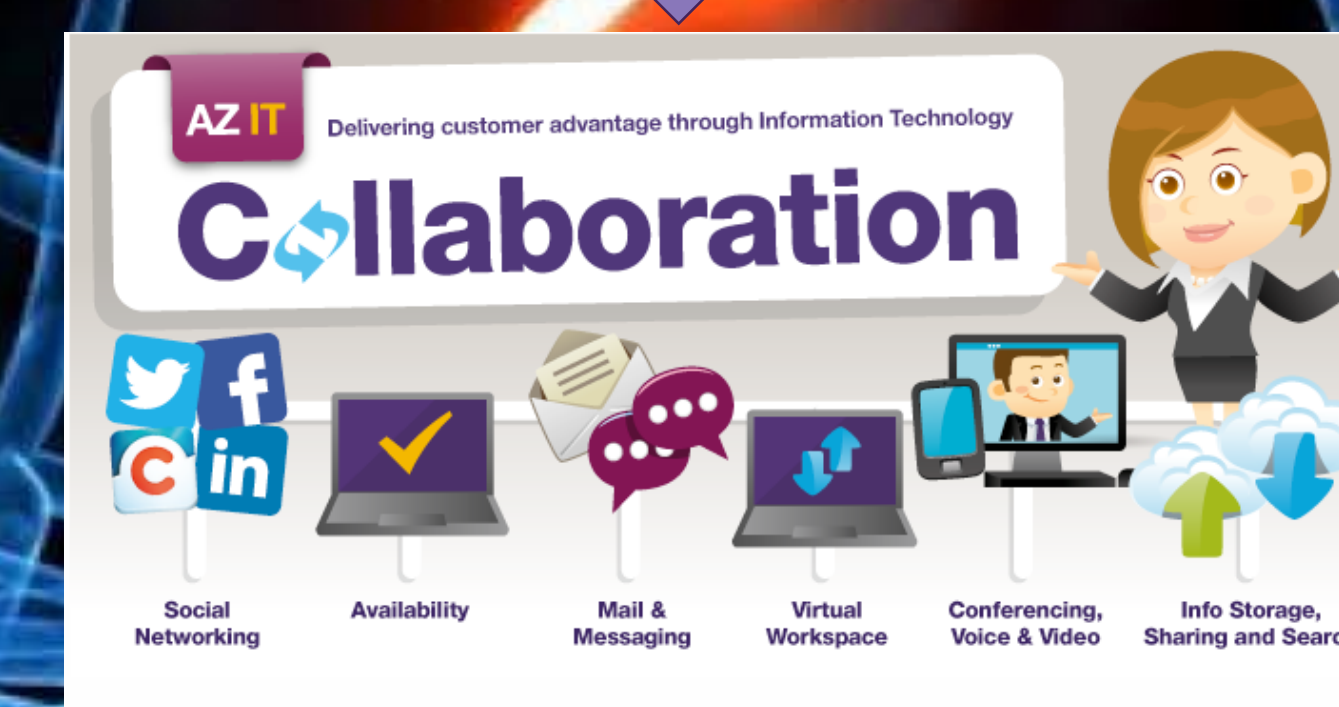 AZ IT
Delivering customer advantage through Information Technology
Collaboration
f
C in
Social
Networking
Availability
Mail &
Messaging
Virtual
Workspace
Conferencing,
Voice & Video
Info Storage,
Sharing and Searc